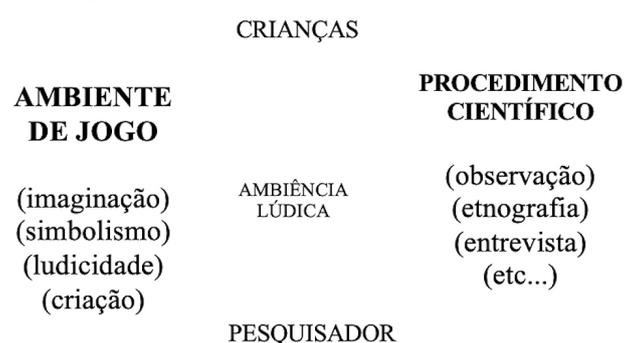 CRIANÇAS
AMBIENTE
DE JOGO
(imaginação)
(simbolismo)
(ludicidade)
(criação)
AMBIÊNCIA
LÚDICA
PROCEDIMENTO
CIENTÍFICO
(observação)
(etnografia)
(entrevista)
(etc...)
PESQUISADOR